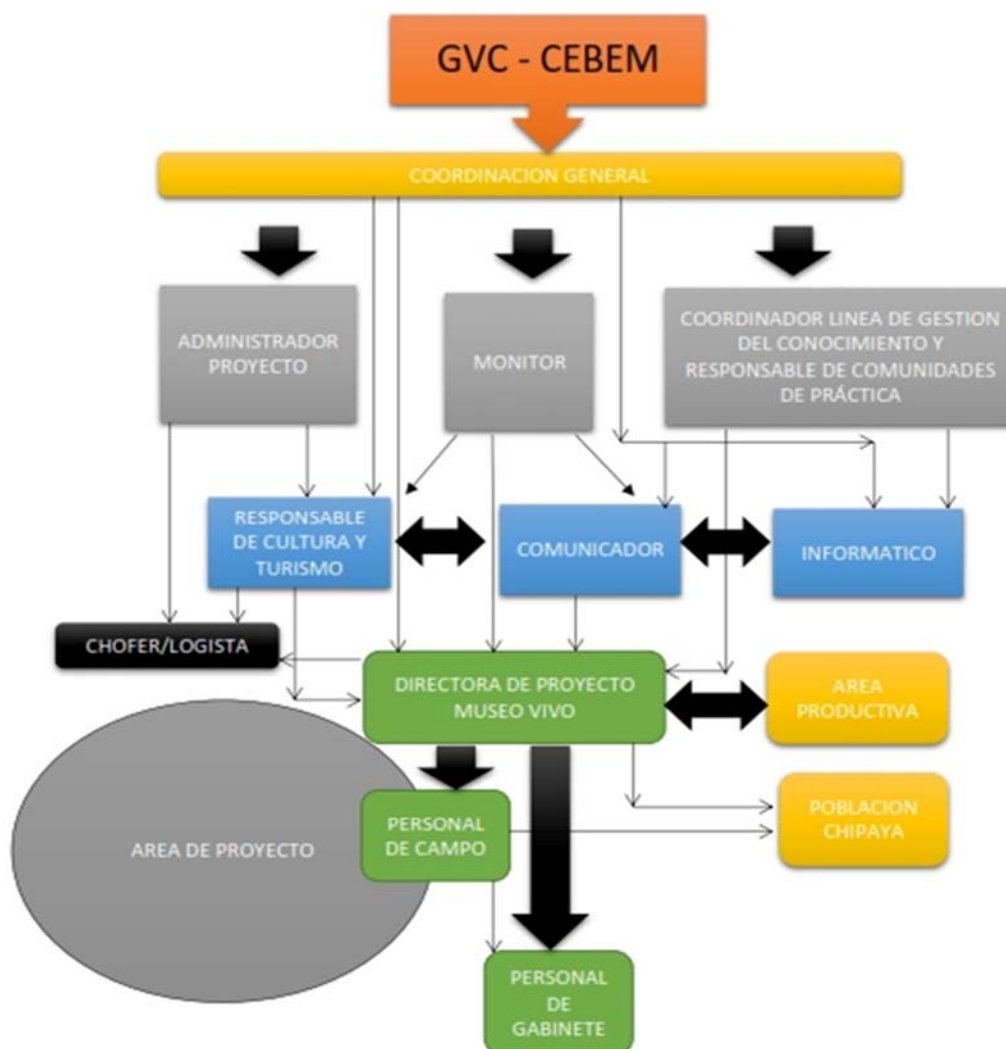 GVC - CEBEM
COORDINACION GENERAL
ADMINISTRADOR
PROYECTO
MONITOR
COORDINADOR LINEA DE GESTION
DEL CONOCIMIENTO Y
RESPONSABLE DE COMUNIDADES
DE PRÁCTICA
RESPONSABLE
DE CULTURA Y
TURISMO
COMUNICADOR
INFORMATICO
CHOFER/LOGISTA
DIRECTORA DE PROYECTO
MUSEO VIVO
AREA
PRODUCTIVA
PERSONAL
DE CAMPO
POBLACION
CHIPAYA
AREA DE PROYECTO
PERSONAL
DE
GABINETE